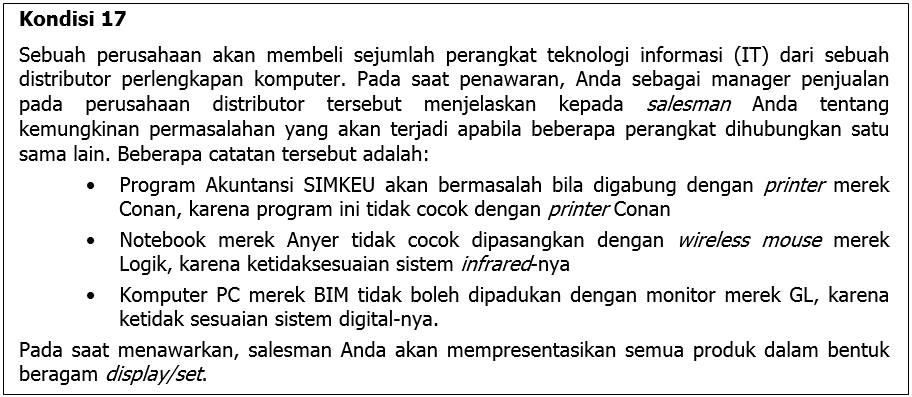 Kondisi 17
Sebuah perusahaan akan membeli sejumlah perangkat teknologi informasi (IT) dari sebuah
distributor perlengkapan komputer. Pada saat penawaran, Anda sebagai manager penjualan
pada perusahaan distributor tersebut menjelaskan kepada salesman Anda tentang
kemungkinan permasalahan yang akan terjadi apabila beberapa perangkat dihubungkan satu
sama lain. Beberapa catatan tersebut adalah:
• Program Akuntansi SIMKEU akan bermasalah bila digabung dengan printer merek
Conan, karena program ini tidak cocok dengan printer Conan
• Notebook merek Anyer tidak cocok dipasangkan dengan wireless mouse merek
Logik, karena ketidaksesuaian sistem infrared-nya
• Komputer PC merek BIM tidak boleh dipadukan dengan monitor merek GL, karena
ketidak sesuaian sistem digital-nya.
Pada saat menawarkan, salesman Anda akan mempresentasikan semua produk dalam bentuk
beragam display/set.